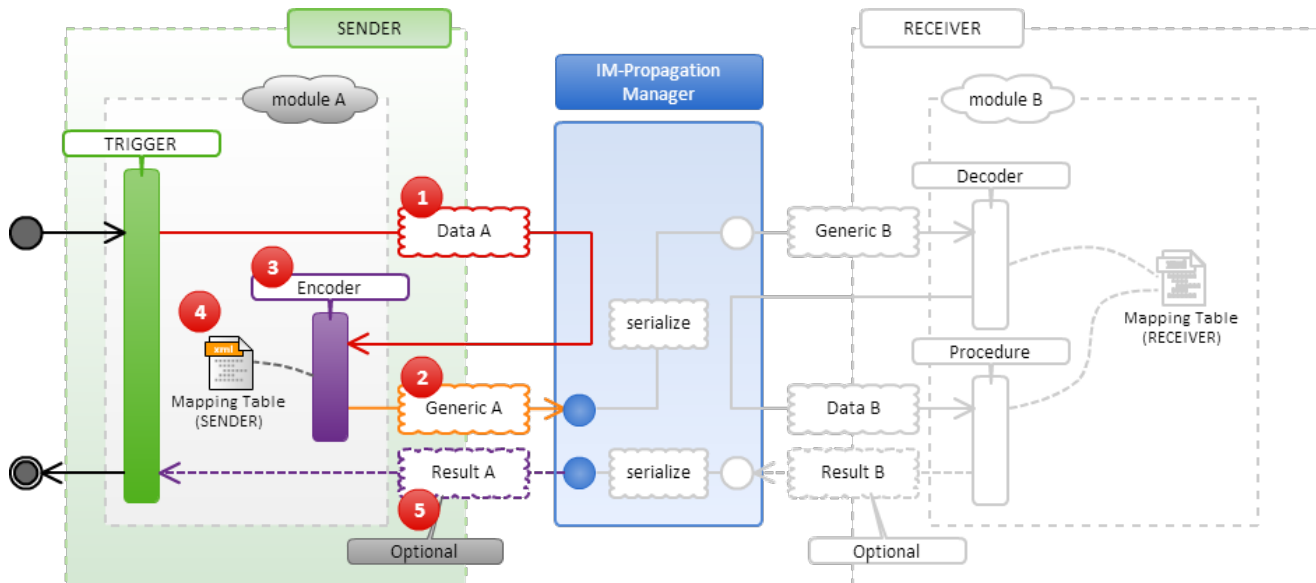 SENDER
RECEIVER
IM-Propagation
Manager
module A
module B
TRIGGER
Decoder
1
Data A
Generic B
3
Encoder
4
xml
serialize
xml
Mapping Table
(RECEIVER)
Procedure
2
Mapping Table
(SENDER)
Generic A
Data B
Result A
serialize
Result B
5
Optional
Optional